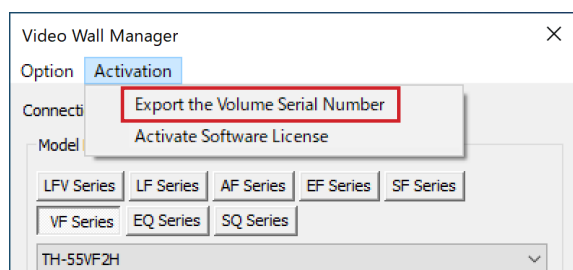 Video Wall Manager
Option Activation
Export the Volume Serial Number
Connecti
Activate Software License
Model
LFV Series LF Series AF Series EF Series SF Series
VF Series EQ Series SQ Series
TH-55VF2H